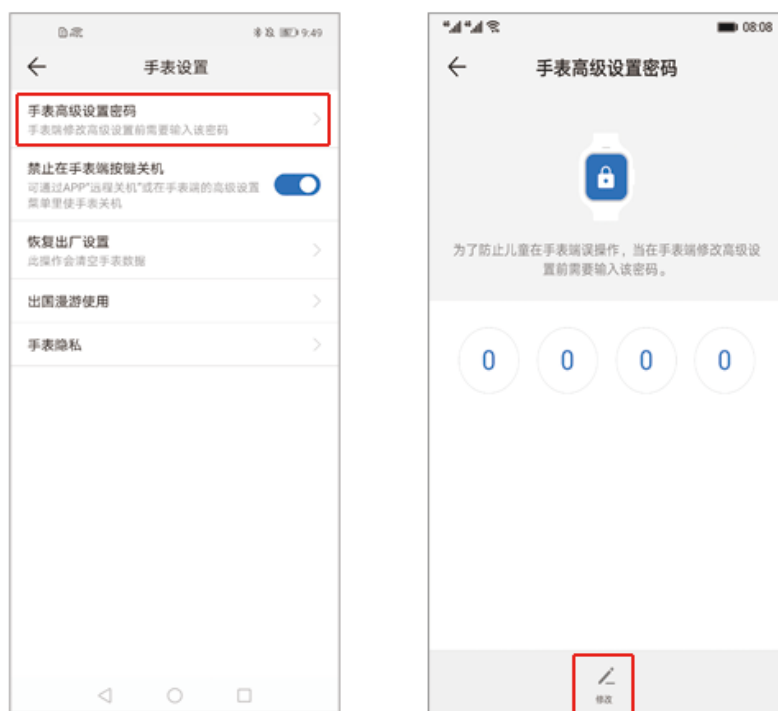 9:49
手表设置
手表高级设置密码
手表端修改高级设置前需要输入该密码
禁止在手表端按键关机
可通过APP“远程关机”或在手表端的高级设置
菜单里使手表关机
恢复出厂设置
此操作会清空手表数据
出国漫游使用
手表隐私
08:08
手表高级设置密码
为了防止儿童在手表端误操作，当在手表端修改高级设
置前需要输入该密码。
0 0 0 0
修改